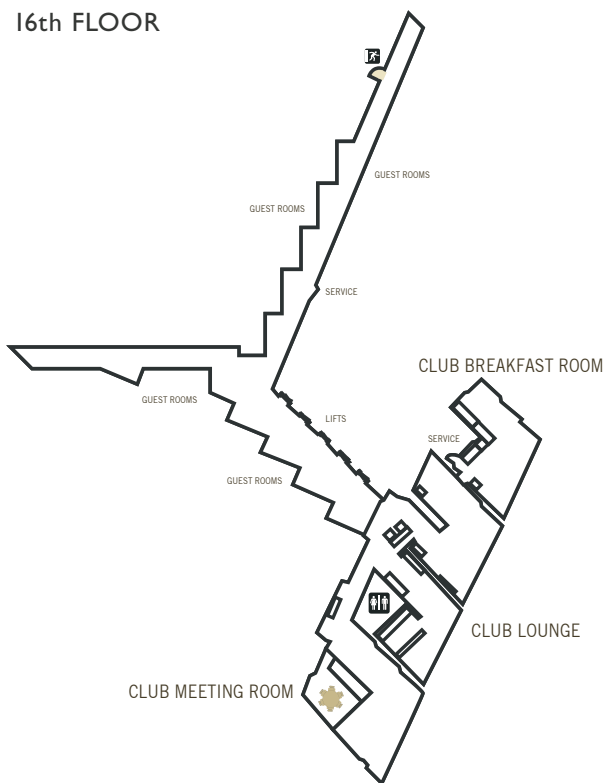 16th FLOOR
GUEST ROOMS
GUEST ROOMS
SERVICE
CLUB BREAKFAST ROOM
GUEST ROOMS
LIFTS
SERVICE
GUEST ROOMS
CLUB LOUNGE
CLUB MEETING ROOM